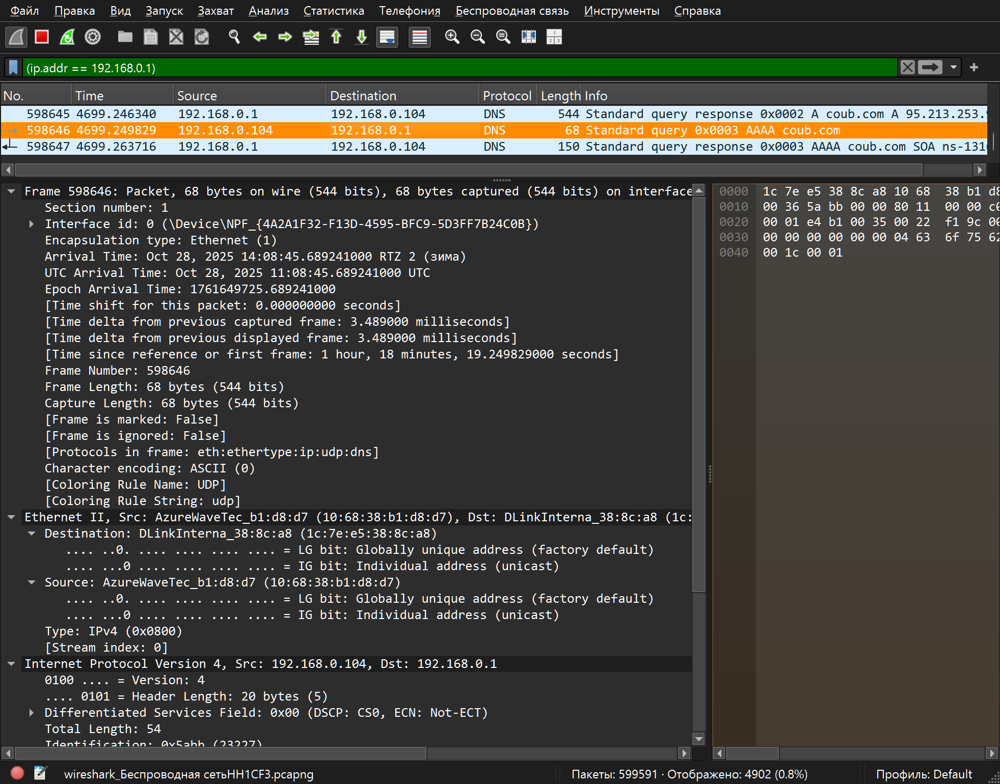 Файл Правка Вид Запуск Захват Анализ Статистика Телефония Беспроводная связь Инструменты Справка
(ip.addr == 192.168.0.1)
No. Time Source Destination Protocol Length Info
598645 4699.246340 192.168.0.1 192.168.0.104 DNS 544 Standard query response 0x0002 A coub.com A 95.213.253.9
598646 4699.249829 192.168.0.104 192.168.0.1 DNS 68 Standard query 0x0003 AAAA coub.com
598647 4699.263716 192.168.0.1 192.168.0.104 DNS 150 Standard query response 0x0003 AAAA coub.com SOA ns-131
Frame 598646: Packet, 68 bytes on wire (544 bits), 68 bytes captured (544 bits) on interface
Section number: 1
Interface id: 0 (\Device\NPF_{4A2A1F32-F13D-4595-BFC9-5D3FF7B24C0B})
Encapsulation type: Ethernet (1)
Arrival Time: Oct 28, 2025 14:08:45.689241000 RTZ 2 (зима)
UTC Arrival Time: Oct 28, 2025 11:08:45.689241000 UTC
Epoch Arrival Time: 1761649725.689241000
[Time shift for this packet: 0.000000000 seconds]
[Time delta from previous captured frame: 3.489000 milliseconds]
[Time delta from previous displayed frame: 3.489000 milliseconds]
[Time since reference or first frame: 1 hour, 18 minutes, 19.249829000 seconds]
Frame Number: 598646
Frame Length: 68 bytes (544 bits)
Capture Length: 68 bytes (544 bits)
[Frame is marked: False]
[Frame is ignored: False]
[Protocols in frame: eth:ethertype:ip:udp:dns]
Character encoding: ASCII (0)
[Coloring Rule Name: UDP]
[Coloring Rule String: udp]
Ethernet II, Src: AzureWaveTec_b1:d8:d7 (10:68:38:b1:d8:d7), Dst: DLinkInterna_38:8c:a8 (1c:
Destination: DLinkInterna_38:8c:a8 (1c:7e:e5:38:8c:a8)
.... ..0. .... .... .... .... = LG bit: Globally unique address (factory default)
.... ...0 .... .... .... .... = IG bit: Individual address (unicast)
Source: AzureWaveTec_b1:d8:d7 (10:68:38:b1:d8:d7)
.... ..0. .... .... .... .... = LG bit: Globally unique address (factory default)
.... ...0 .... .... .... .... = IG bit: Individual address (unicast)
Type: IPv4 (0x0800)
[Stream index: 0]
Internet Protocol Version 4, Src: 192.168.0.104, Dst: 192.168.0.1
0100 .... = Version: 4
.... 0101 = Header Length: 20 bytes (5)
Differentiated Services Field: 0x00 (DSCP: CS0, ECN: Not-ECT)
Total Length: 54
Identification: 0x5abb (23227)
0000 1c 7e e5 38 8c a8 10 68 38 b1 d8
0010 00 36 5a bb 00 00 80 11 00 00 c0
0020 00 01 e4 b1 00 35 00 22 f1 9c 00
0030 00 00 00 00 00 00 04 63 6f 75 62
0040 00 1c 00 01
wireshark_Беспроводная сетьHH1CF3.pcapng Пакеты: 599591 · Отображено: 4902 (0.8%) Профиль: Default